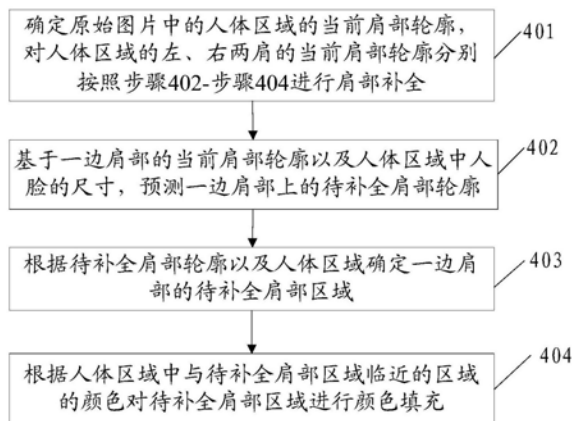 确定原始图片中的人体区域的当前肩部轮廓，
对人体区域的左、右两肩的当前肩部轮廓分别
按照步骤402-步骤404进行肩部补全
401
基于一边肩部的当前肩部轮廓以及人体区域中人
脸的尺寸，预测一边肩部上的待补全肩部轮廓
402
根据待补全肩部轮廓以及人体区域确定一边肩
部的待补全肩部区域
403
根据人体区域中与待补全肩部区域临近的区域
的颜色对待补全肩部区域进行颜色填充
404